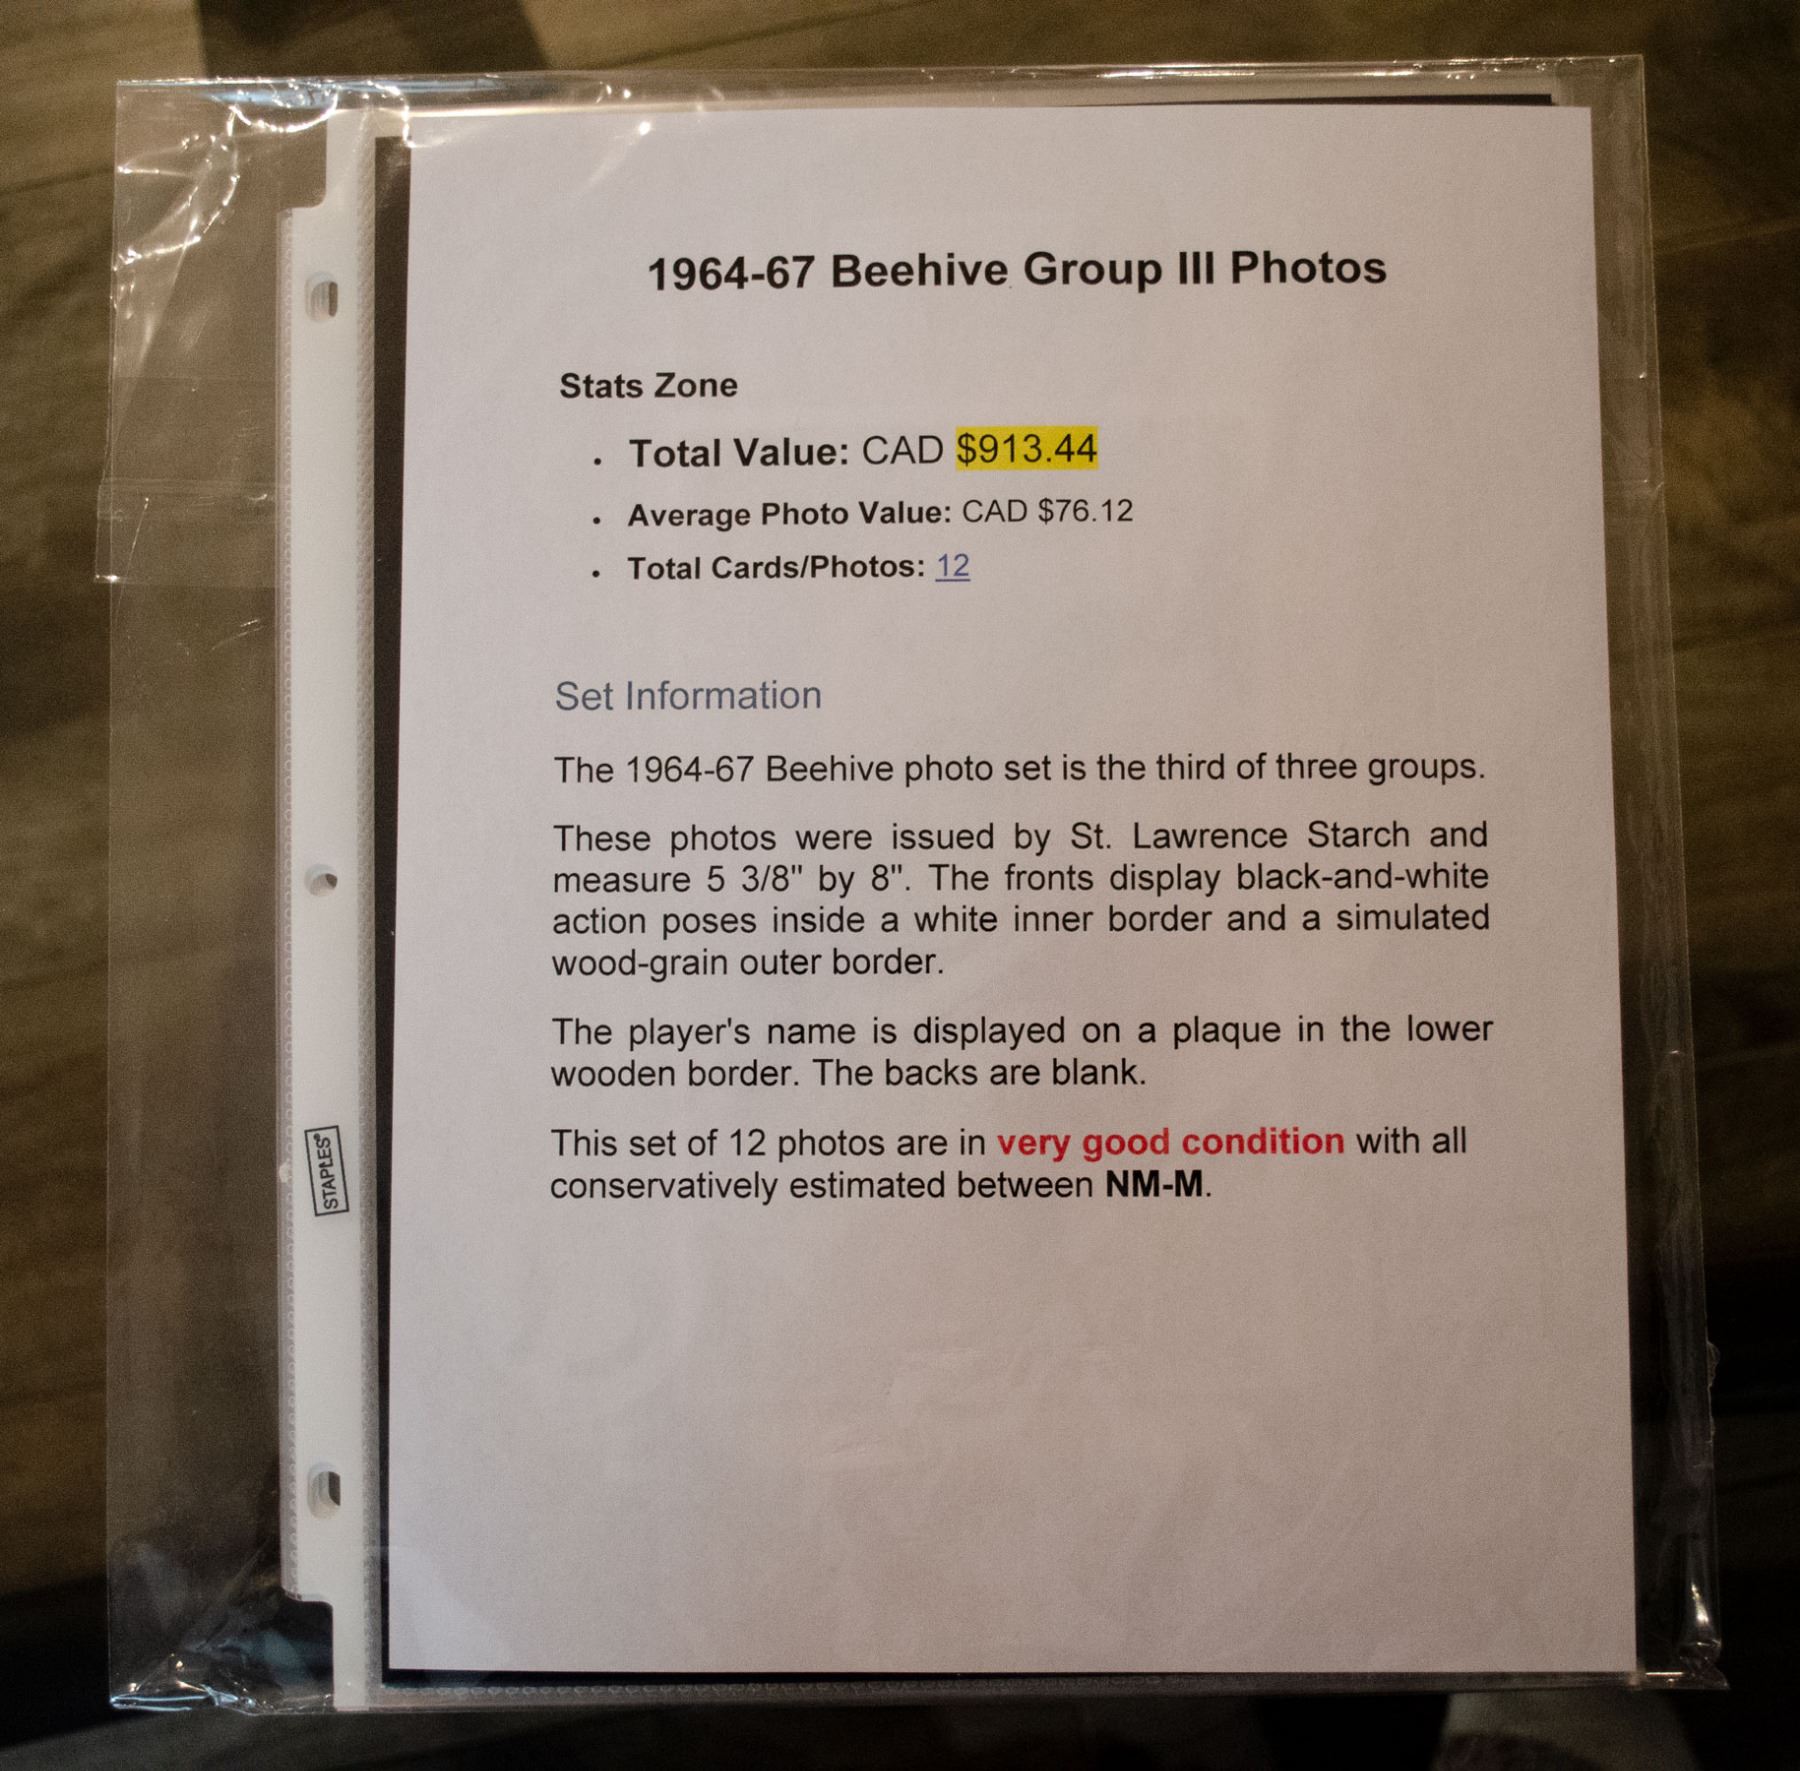 1964-67 Beehive Group III Photos
Stats Zone
• Total Value: CAD $913.44
• Average Photo Value: CAD $76.12
• Total Cards/Photos: 12
Set Information
The 1964-67 Beehive photo set is the third of three groups.
These photos were issued by St. Lawrence Starch and
measure 5 3/8" by 8". The fronts display black-and-white
action poses inside a white inner border and a simulated
wood-grain outer border.
The player's name is displayed on a plaque in the lower
wooden border. The backs are blank.
This set of 12 photos are in very good condition with all
conservatively estimated between NM-M.
STAPLES®